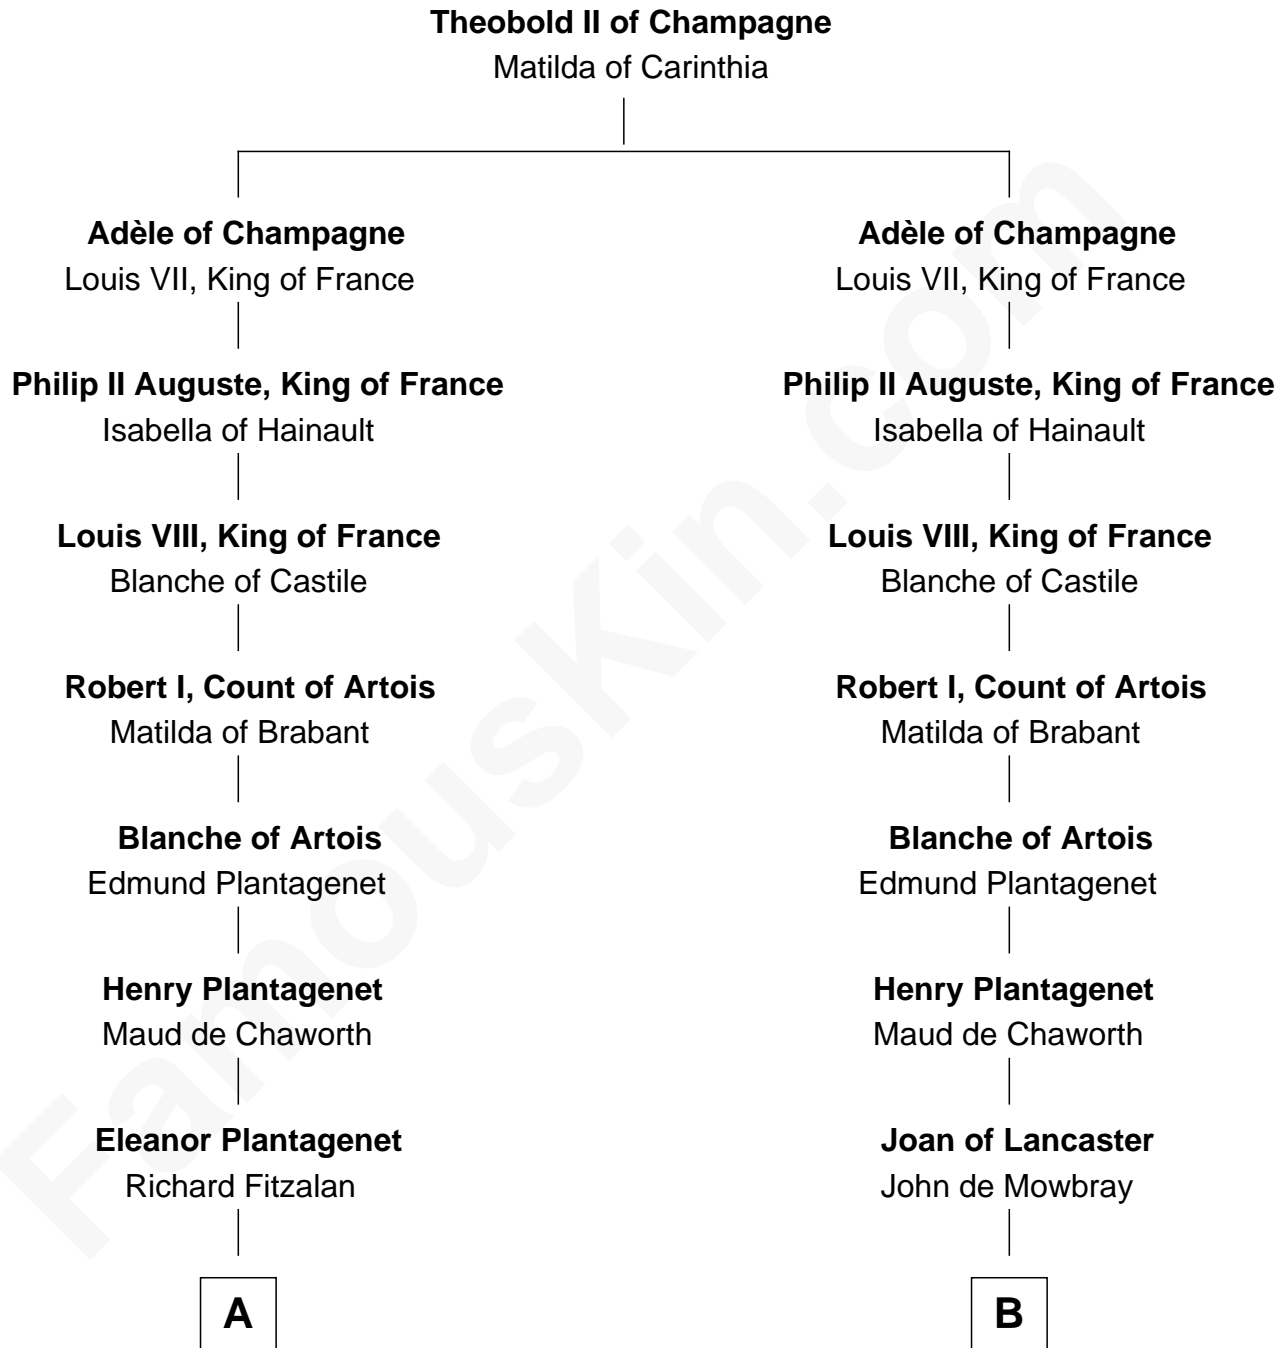 Theobold II of Champagne
Matilda of Carinthia
Adèle of Champagne
Louis VII, King of France
Philip II Auguste, King of France
Isabella of Hainault
Louis VIII, King of France
Blanche of Castile
Robert I, Count of Artois
Matilda of Brabant
Blanche of Artois
Edmund Plantagenet
Henry Plantagenet
Maud de Chaworth
Eleanor Plantagenet
Richard Fitzalan
A
Adèle of Champagne
Louis VII, King of France
Philip II Auguste, King of France
Isabella of Hainault
Louis VIII, King of France
Blanche of Castile
Robert I, Count of Artois
Matilda of Brabant
Blanche of Artois
Edmund Plantagenet
Henry Plantagenet
Maud de Chaworth
Joan of Lancaster
John de Mowbray
B
FamousKin.com